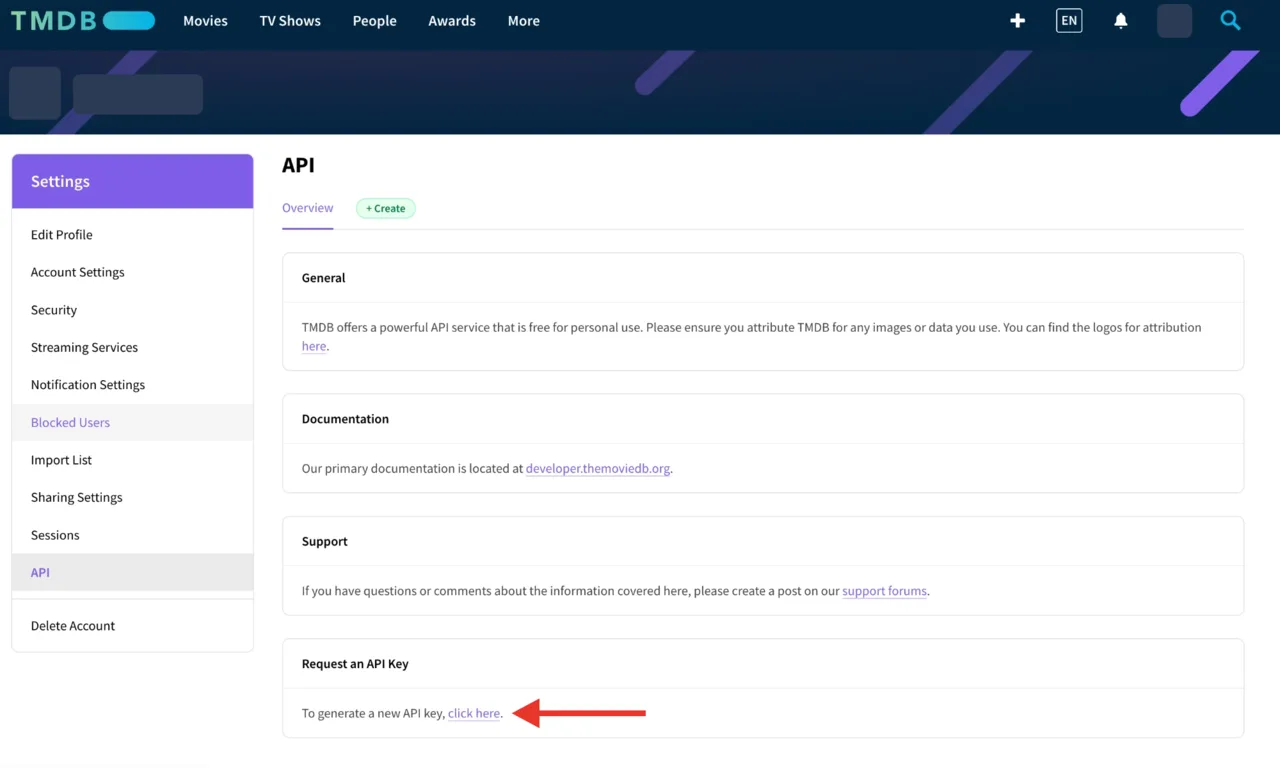 TMDB
Movies
TV Shows
People
Awards
More
EN
Settings
Edit Profile
Account Settings
Security
Streaming Services
Notification Settings
Blocked Users
Import List
Sharing Settings
Sessions
API
Delete Account
API
Overview
+ Create
General
TMDB offers a powerful API service that is free for personal use. Please ensure you attribute TMDB for any images or data you use. You can find the logos for attribution
here.
Documentation
Our primary documentation is located at developer.themoviedb.org.
Support
If you have questions or comments about the information covered here, please create a post on our support forums.
Request an API Key
To generate a new API key, click here.